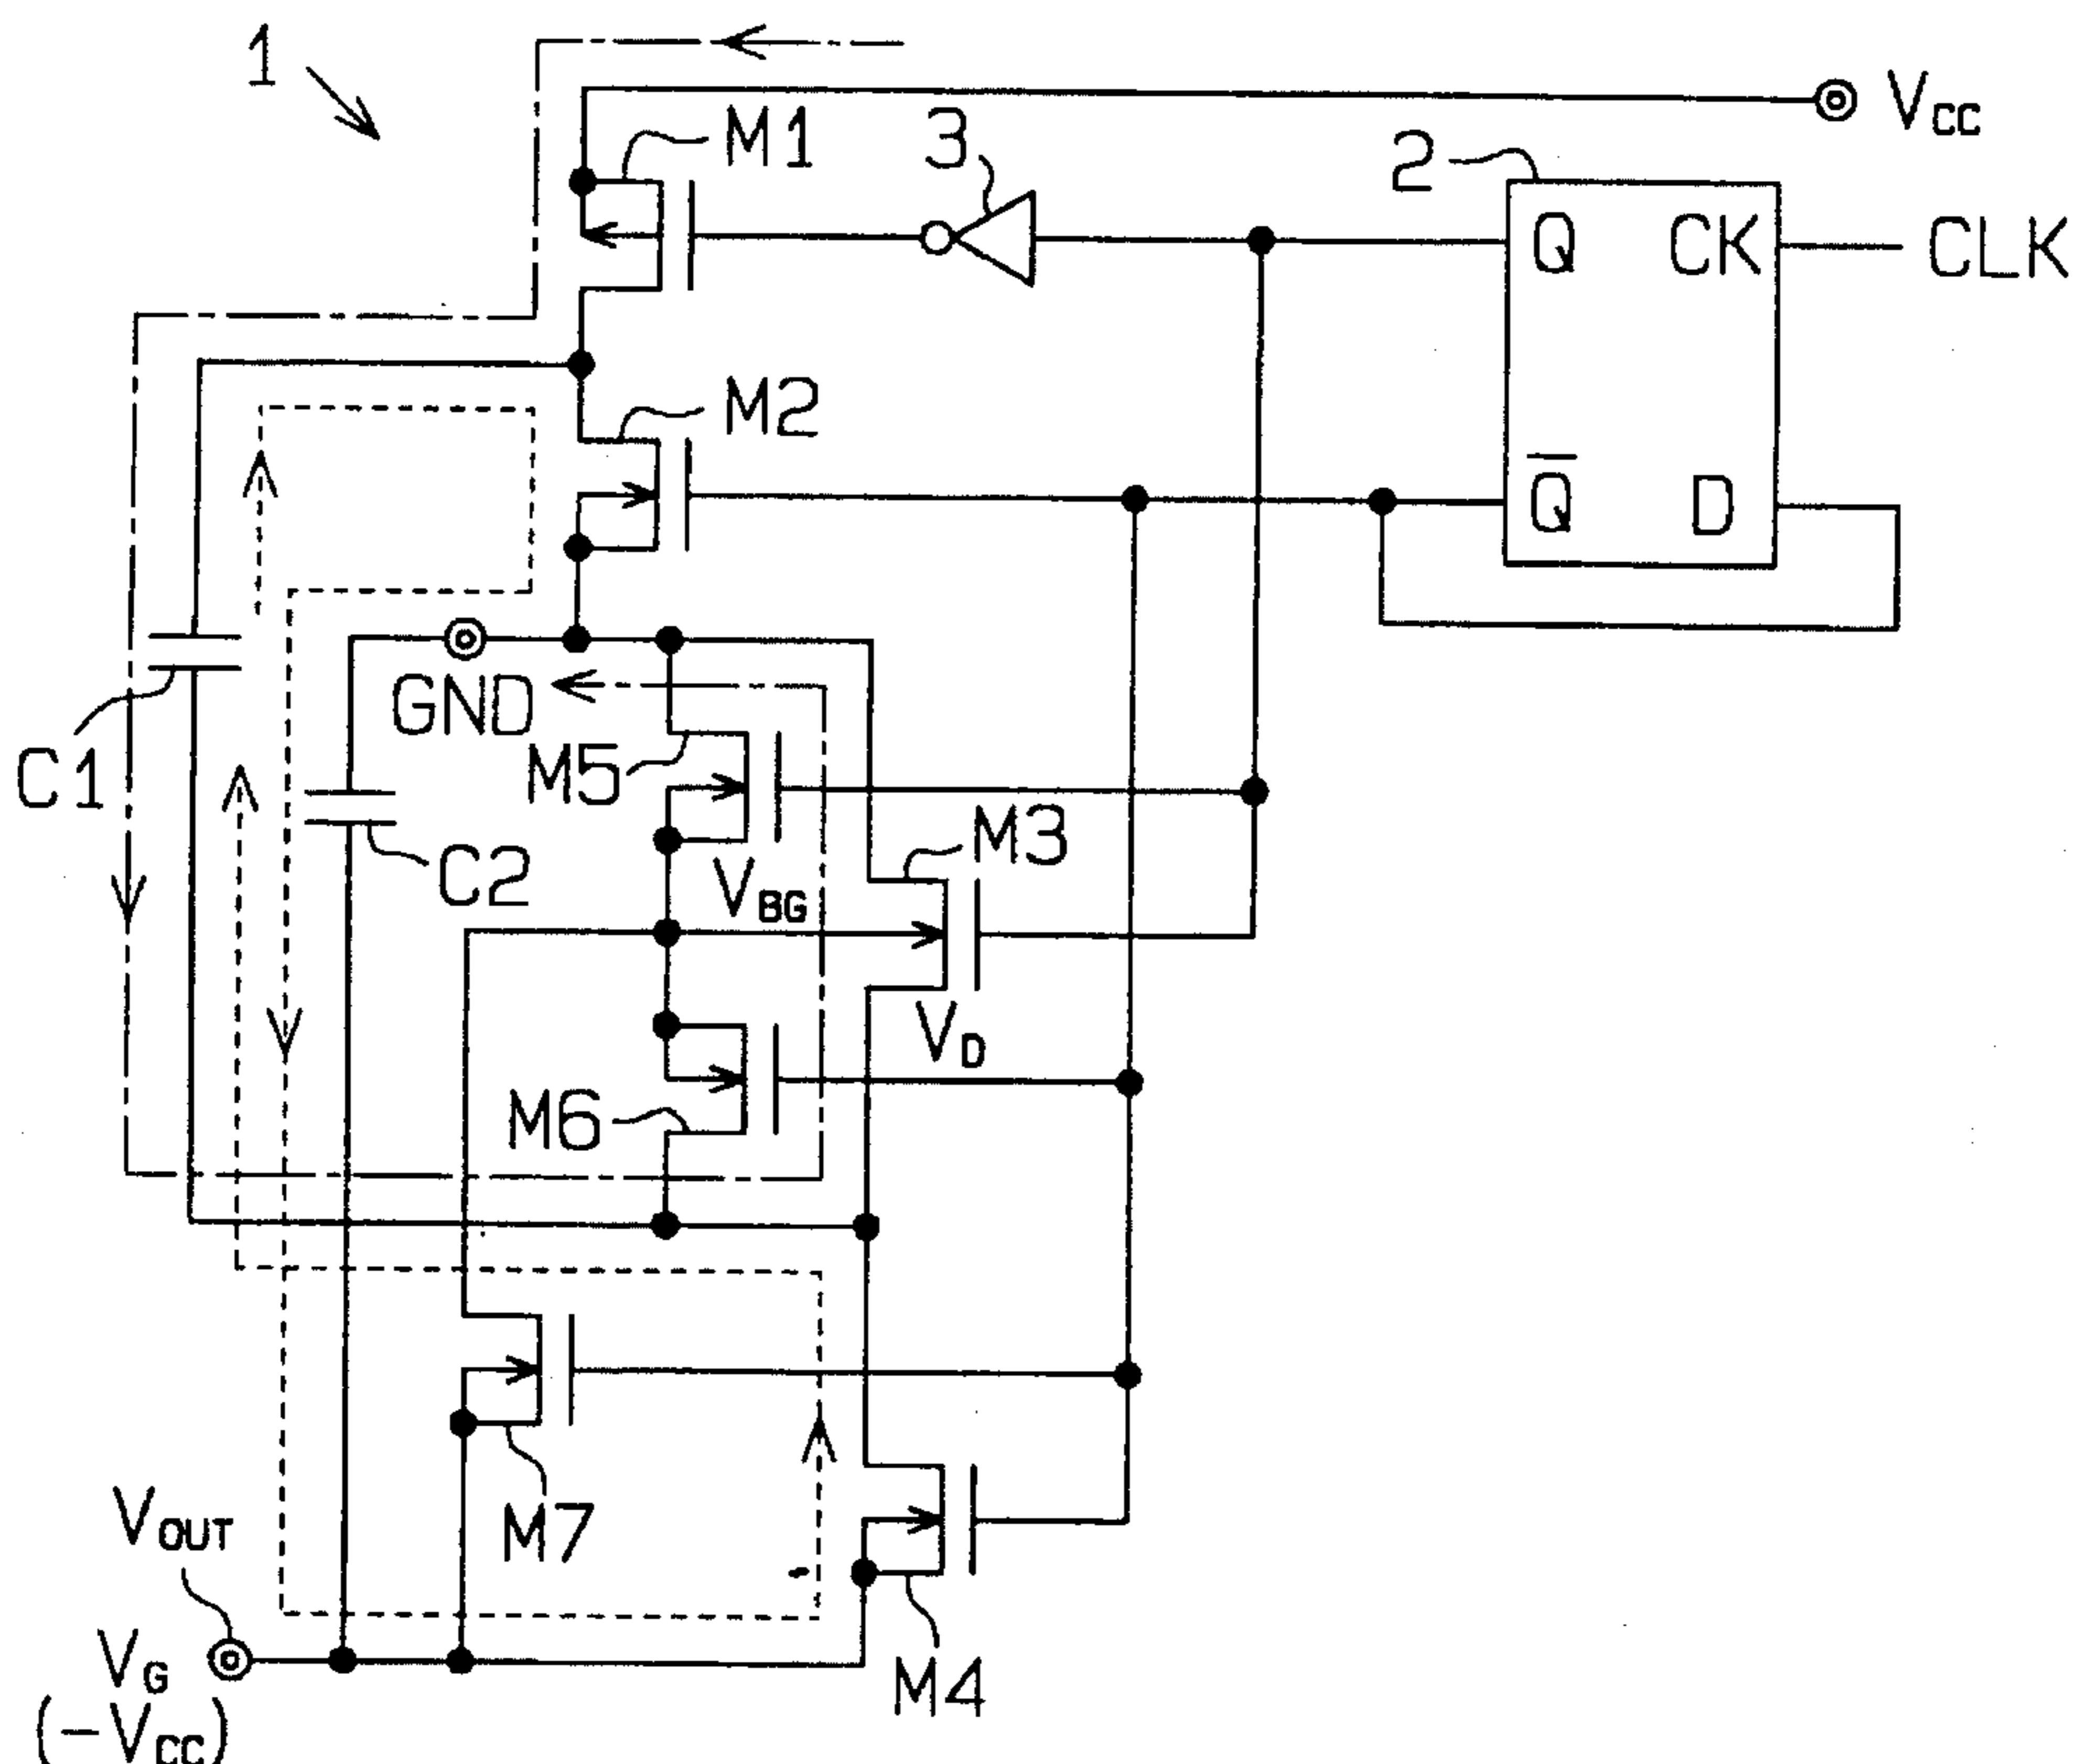 1
VCC
M1
3
2
Q CK CLK
M2
Q̅ D
GND
M5
C1
M3
C2
VBG
VD
M6
VOUT
M7
VG
M4
(-VCC)